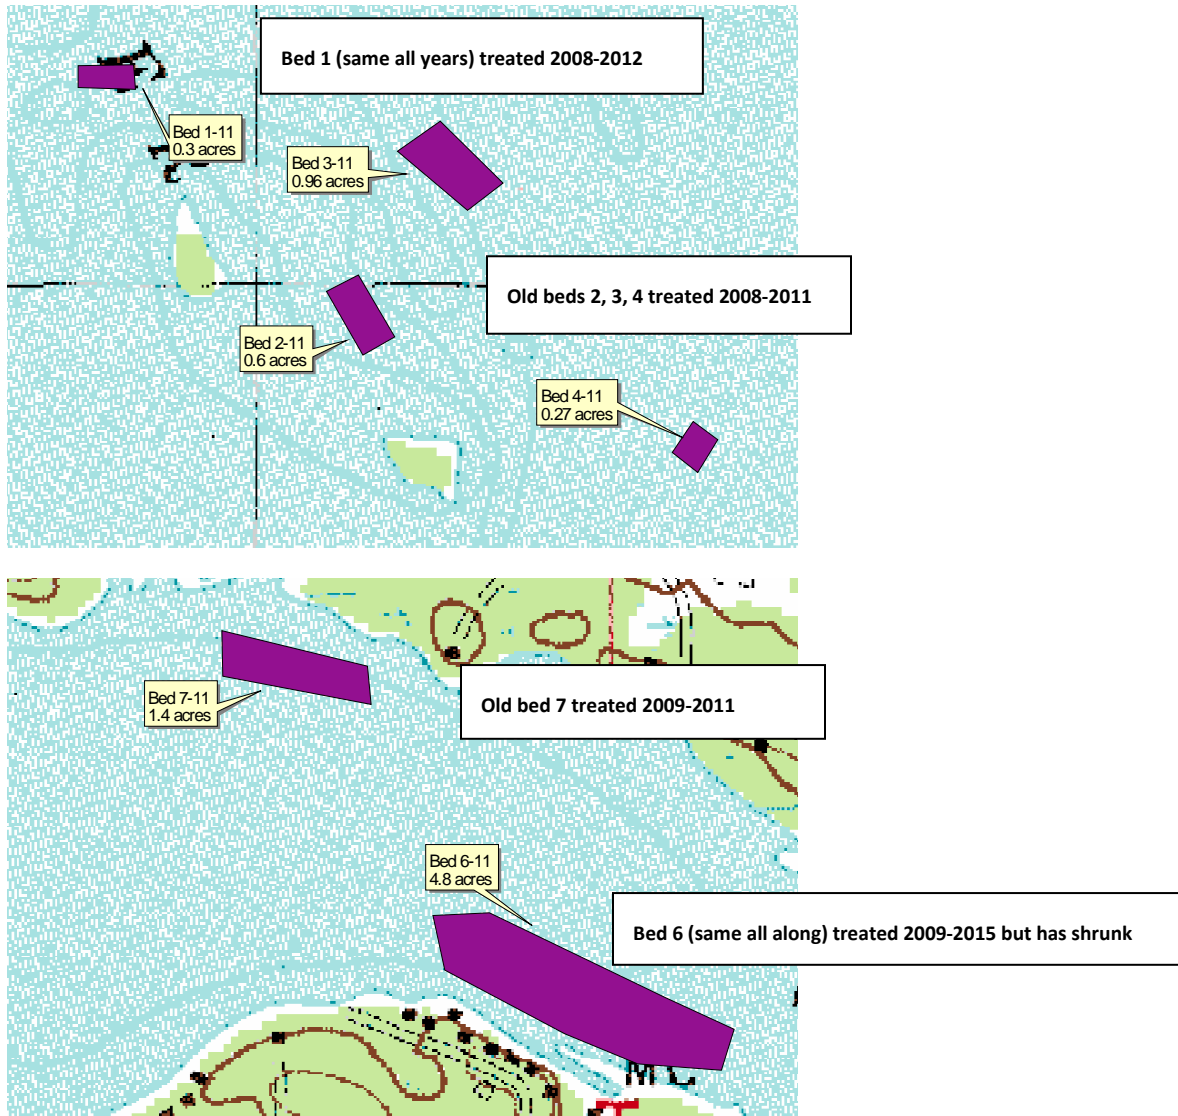 Bed 1 (same all years) treated 2008-2012
Bed 1-11
0.3 acres
Bed 3-11
0.96 acres
Old beds 2, 3, 4 treated 2008-2011
Bed 2-11
0.6 acres
Bed 4-11
0.27 acres
Old bed 7 treated 2009-2011
Bed 7-11
1.4 acres
Bed 6-11
4.8 acres
Bed 6 (same all along) treated 2009-2015 but has shrunk